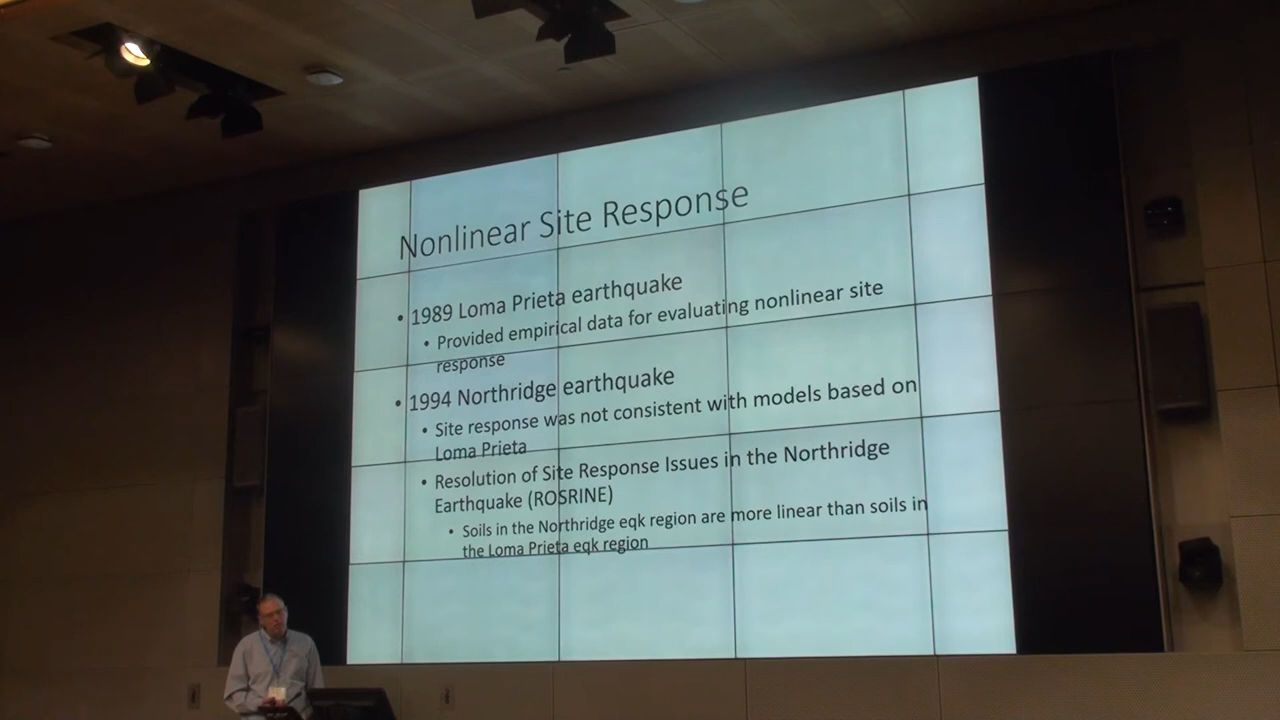 Nonlinear Site Response
• 1989 Loma Prieta earthquake
• Provided empirical data for evaluating nonlinear site
response
• 1994 Northridge earthquake
• Site response was not consistent with models based on
Loma Prieta
• Resolution of Site Response Issues in the Northridge
Earthquake (ROSRINE)
• Soils in the Northridge eqk region are more linear than soils in
the Loma Prieta eqk region